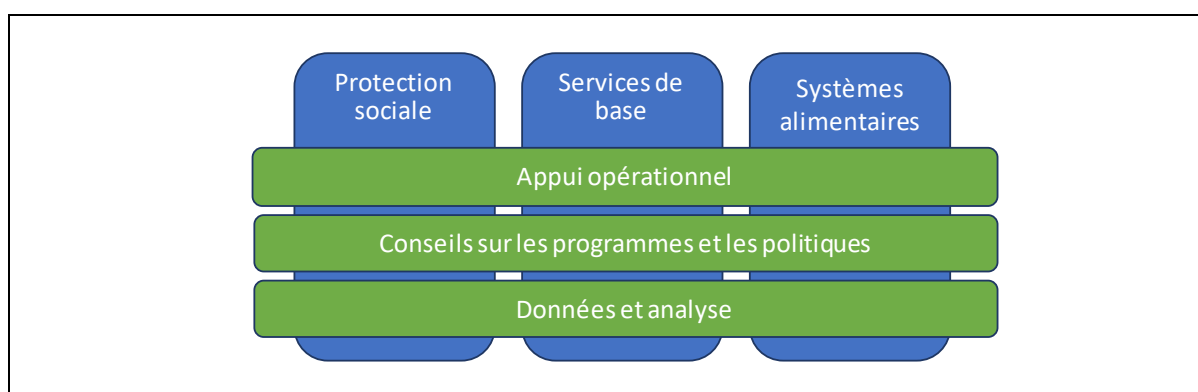 Protection
sociale
Services de
base
Systèmes
alimentaires
Appui opérationnel
Conseils sur les programmes et les politiques
Données et analyse